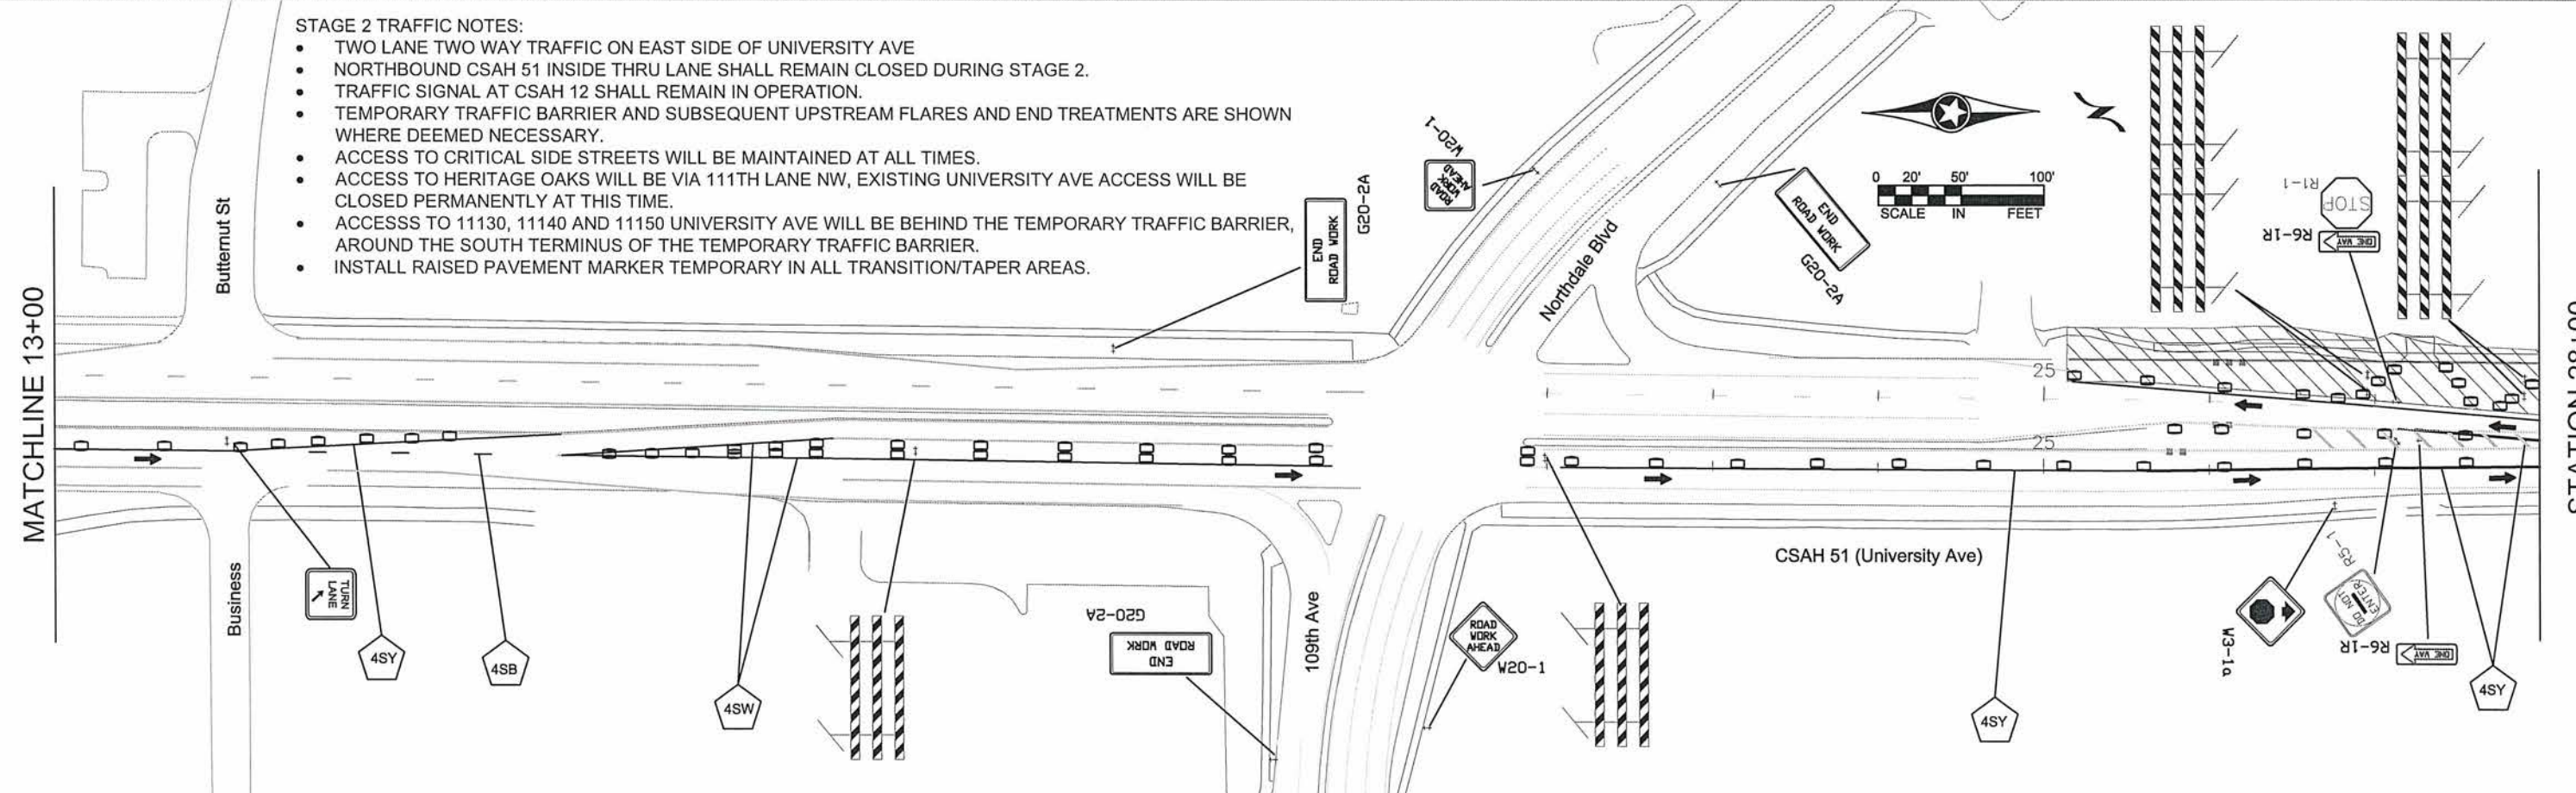 STAGE 2 TRAFFIC NOTES:
• TWO LANE TWO WAY TRAFFIC ON EAST SIDE OF UNIVERSITY AVE
• NORTHBOUND CSAH 51 INSIDE THRU LANE SHALL REMAIN CLOSED DURING STAGE 2.
• TRAFFIC SIGNAL AT CSAH 12 SHALL REMAIN IN OPERATION.
• TEMPORARY TRAFFIC BARRIER AND SUBSEQUENT UPSTREAM FLARES AND END TREATMENTS ARE SHOWN
WHERE DEEMED NECESSARY.
• ACCESS TO CRITICAL SIDE STREETS WILL BE MAINTAINED AT ALL TIMES.
• ACCESS TO HERITAGE OAKS WILL BE VIA 111TH LANE NW, EXISTING UNIVERSITY AVE ACCESS WILL BE
CLOSED PERMANENTLY AT THIS TIME.
• ACCESSS TO 11130, 11140 AND 11150 UNIVERSITY AVE WILL BE BEHIND THE TEMPORARY TRAFFIC BARRIER,
AROUND THE SOUTH TERMINUS OF THE TEMPORARY TRAFFIC BARRIER.
• INSTALL RAISED PAVEMENT MARKER TEMPORARY IN ALL TRANSITION/TAPER AREAS.
MATCHLINE 13+00
Butternut St
Business
END
ROAD WORK
G20-2A
W20-1
ROAD
WORK
AHEAD
Northdale Blvd
END
ROAD WORK
G20-2A
0 20' 50' 100'
SCALE IN FEET
R1-1
STOP
R6-1R
ONE WAY
25
25
TURN
LANE
4SY
4SB
4SW
G20-2A
END
ROAD WORK
109th Ave
ROAD
WORK
AHEAD
W20-1
CSAH 51 (University Ave)
4SY
W3-1a
R5-1
DO NOT
ENTER
R6-1R
ONE WAY
4SY